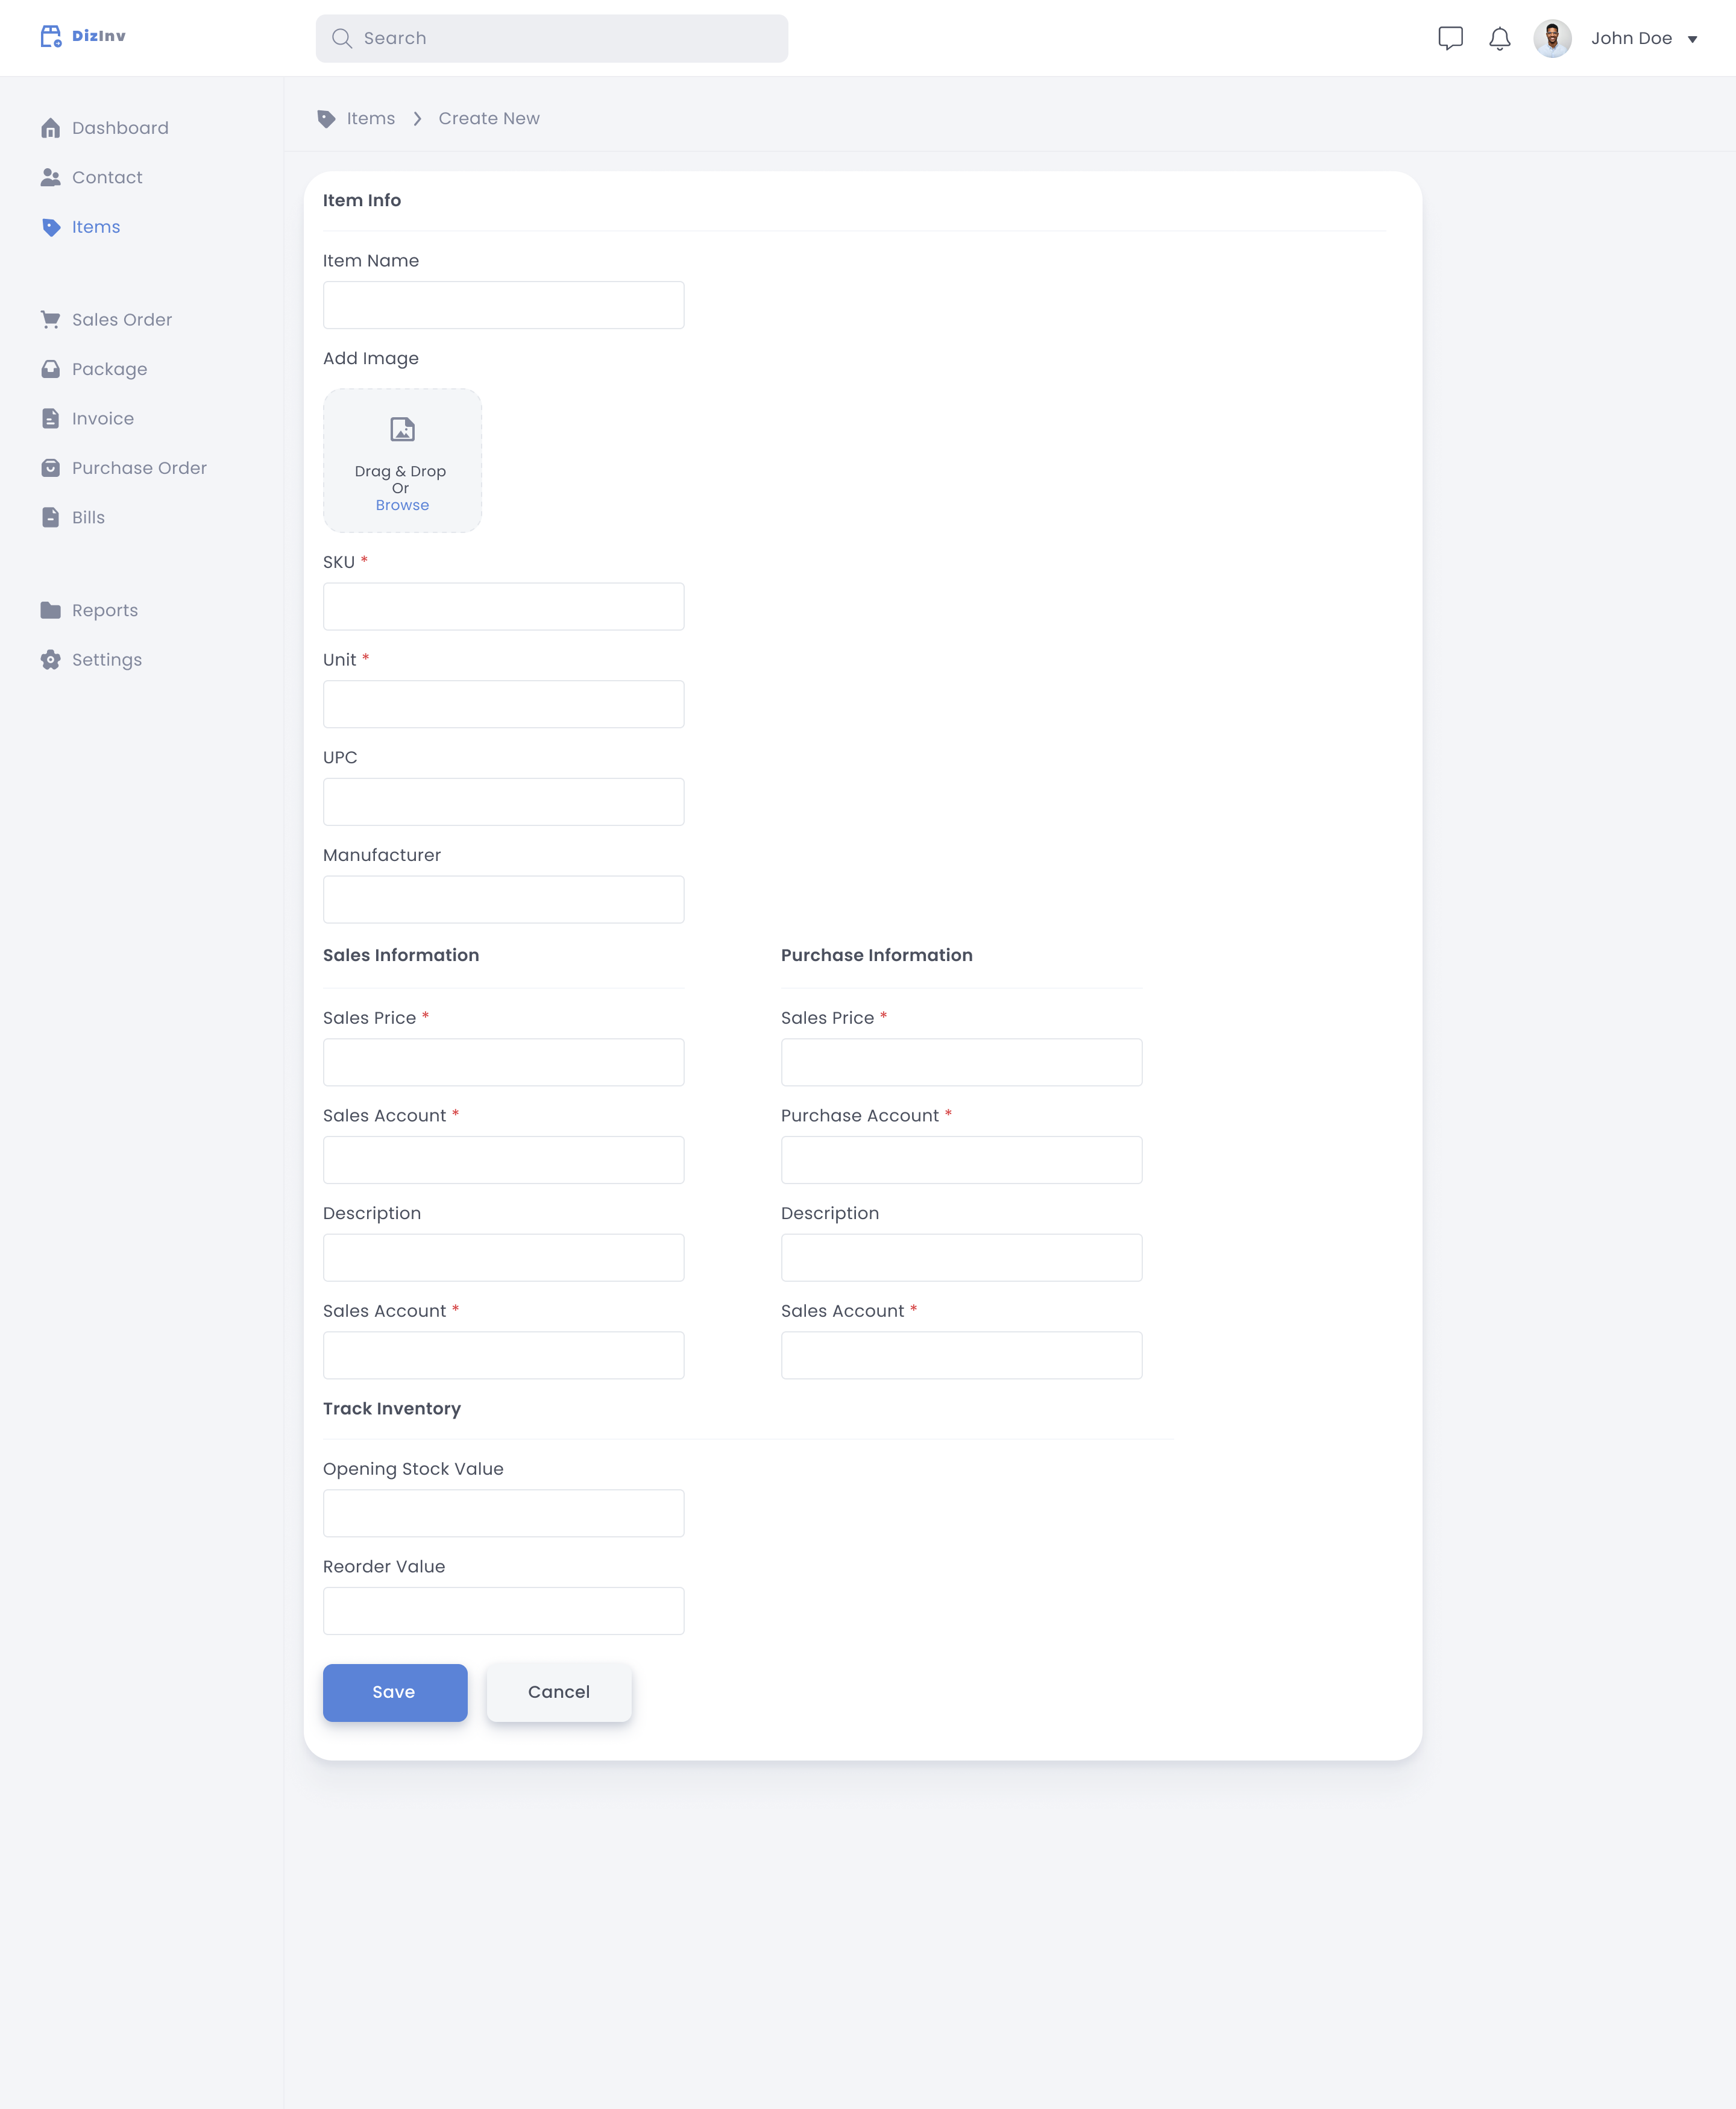 DizInv
Search
John Doe
Dashboard
Contact
Items
Sales Order
Package
Invoice
Purchase Order
Bills
Reports
Settings
Items
Create New
Item Info
Item Name
Add Image
Drag & Drop
Or
Browse
SKU *
Unit *
UPC
Manufacturer
Sales Information
Sales Price *
Sales Account *
Description
Sales Account *
Purchase Information
Sales Price *
Purchase Account *
Description
Sales Account *
Track Inventory
Opening Stock Value
Reorder Value
Save
Cancel